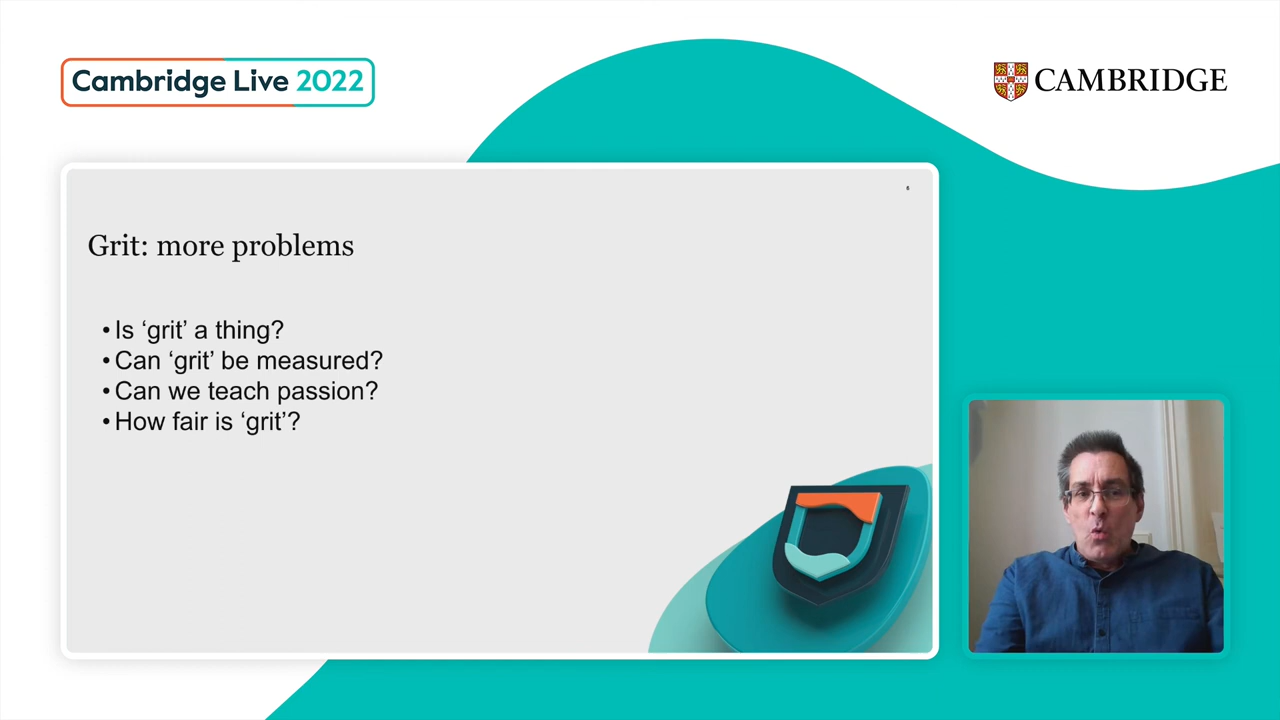 Cambridge Live 2022
CAMBRIDGE
6
Grit: more problems
• Is ‘grit’ a thing?
• Can ‘grit’ be measured?
• Can we teach passion?
• How fair is ‘grit’?